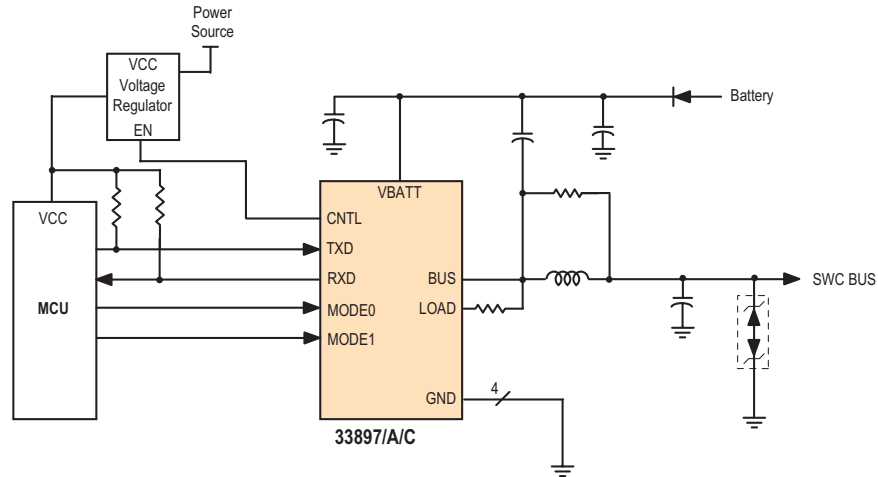 Power
Source
VCC
Voltage
Regulator
EN
Battery
VBATT
VCC
CNTL
TXD
RXD
BUS
SWC BUS
MCU
MODE0
LOAD
MODE1
GND
4
33897/A/C